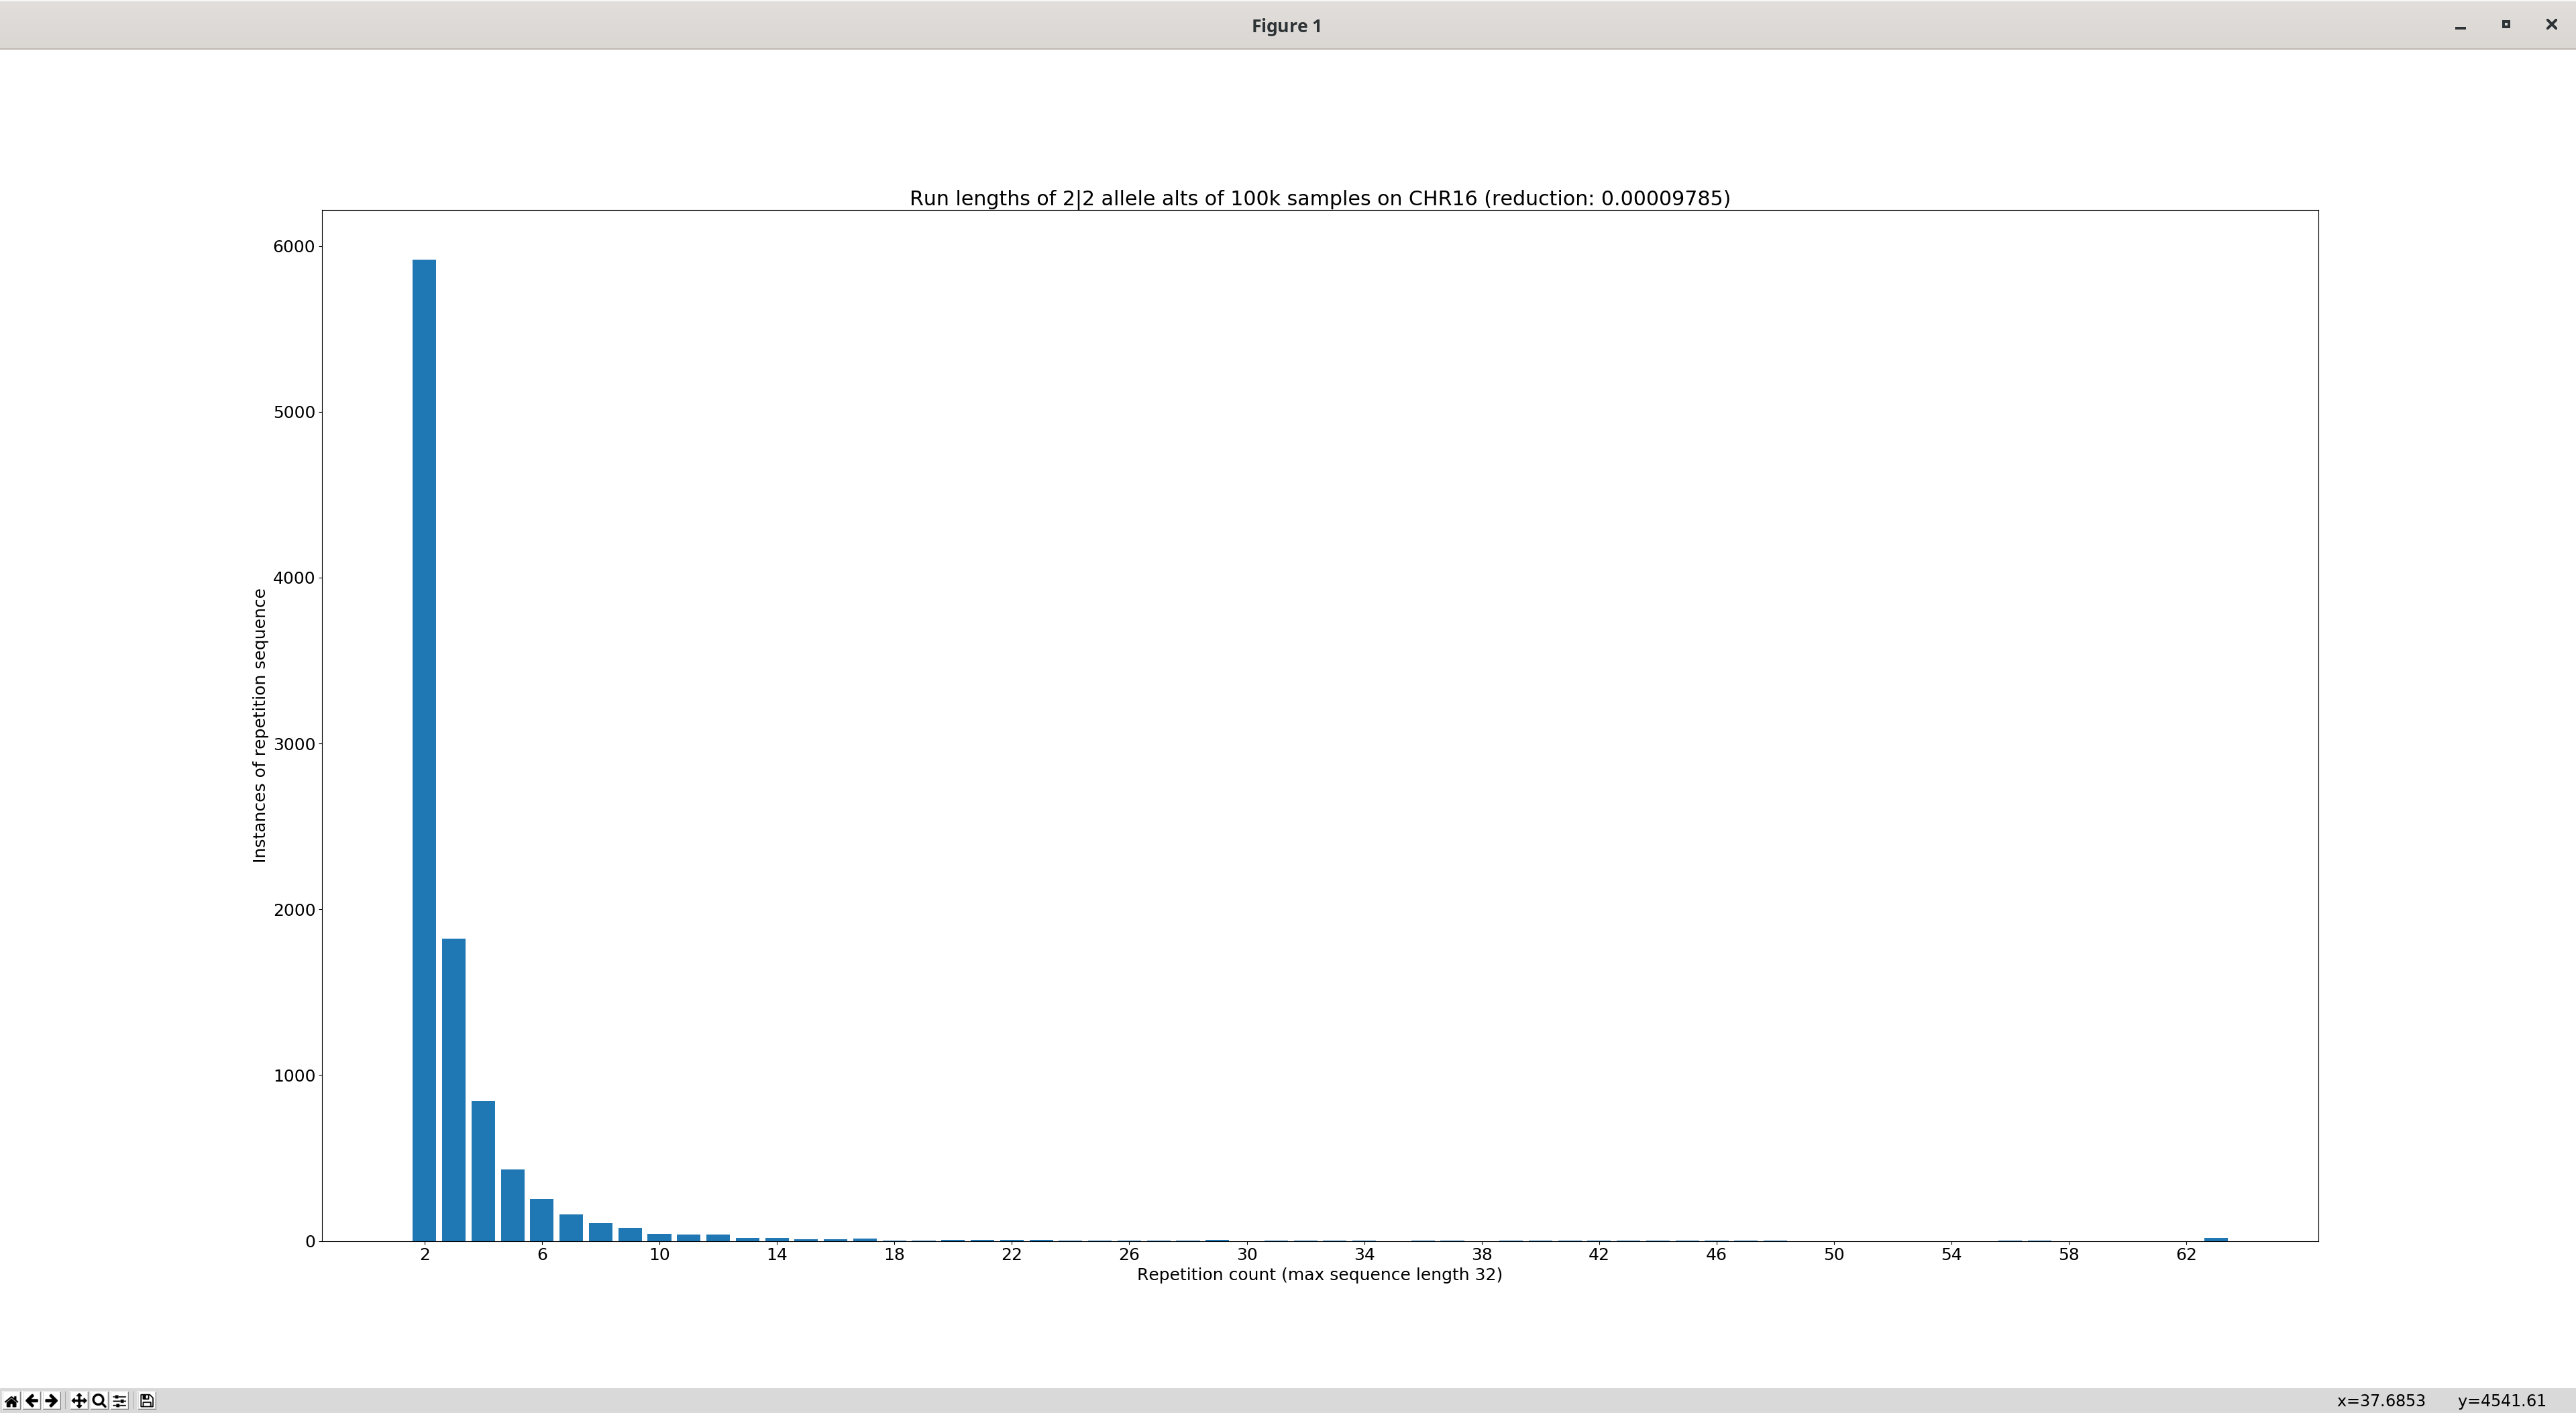 Figure 1
Run lengths of 2|2 allele alts of 100k samples on CHR16 (reduction: 0.00009785)
6000
5000
4000
3000
2000
1000
0
Instances of repetition sequence
2 6 10 14 18 22 26 30 34 38 42 46 50 54 58 62
Repetition count (max sequence length 32)
x=37.6853 y=4541.61